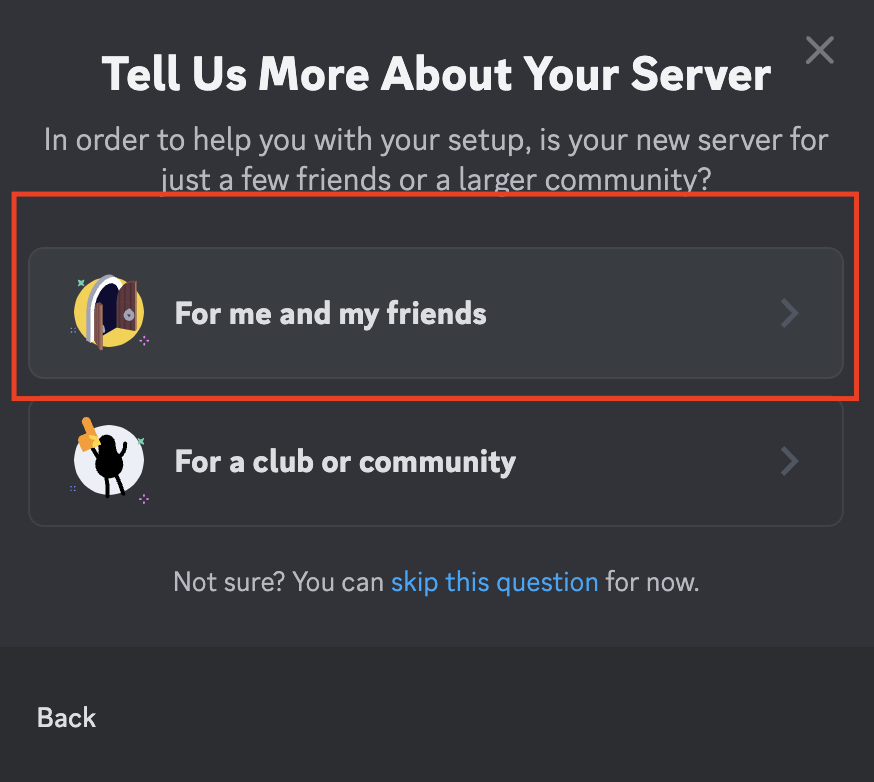 Tell Us More About Your Server
In order to help you with your setup, is your new server for
just a few friends or a larger community?
For me and my friends
For a club or community
Not sure? You can skip this question for now.
Back